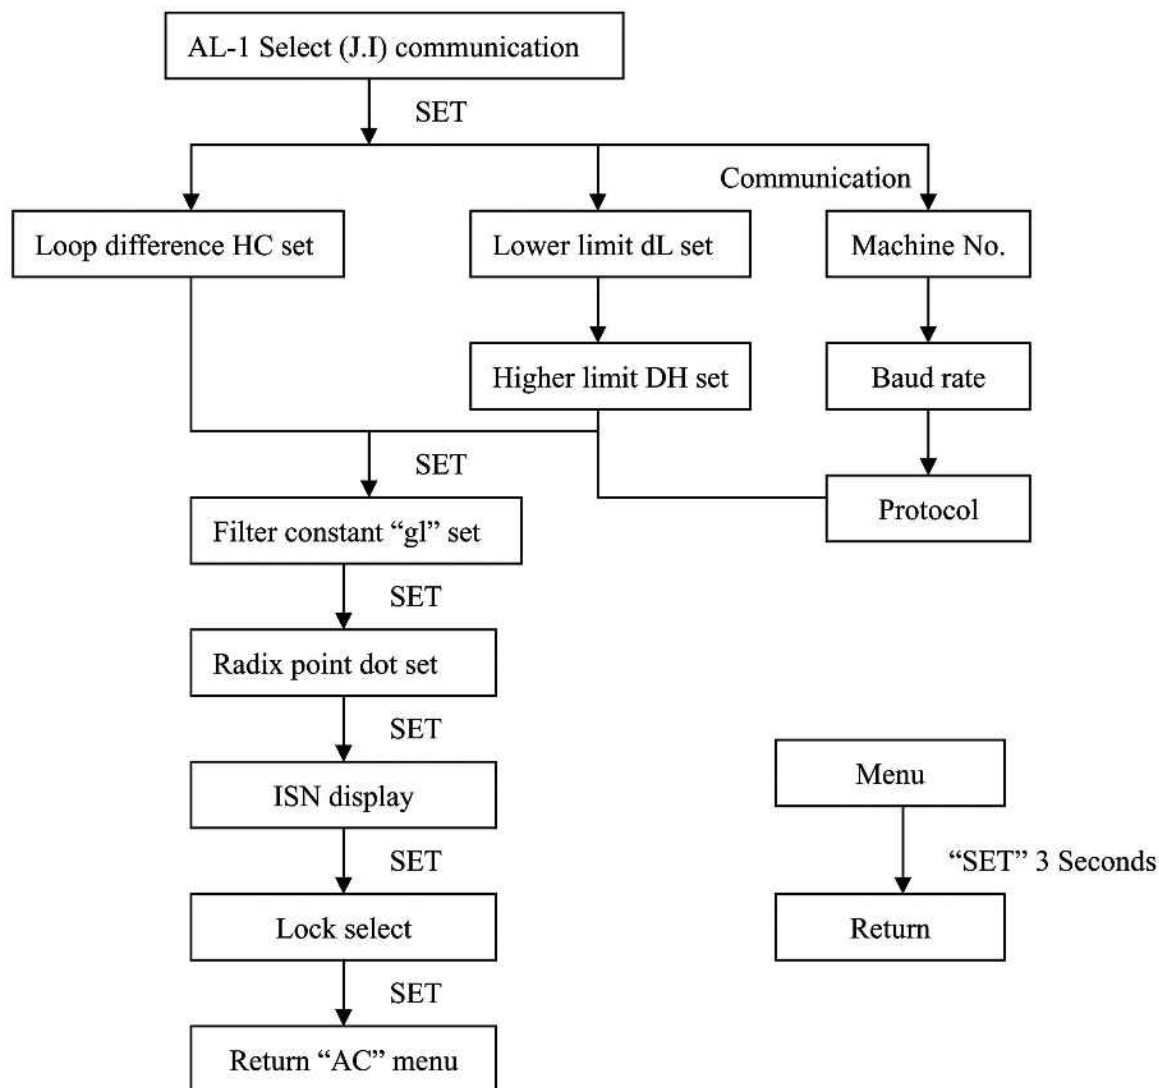 AL-1 Select (J.I) communication
SET
Communication
Loop difference HC set
Lower limit dL set
Machine No.
Higher limit DH set
Baud rate
SET
Protocol
Filter constant “gl” set
SET
Radix point dot set
SET
ISN display
Menu
SET
“SET” 3 Seconds
Lock select
Return
SET
Return “AC” menu